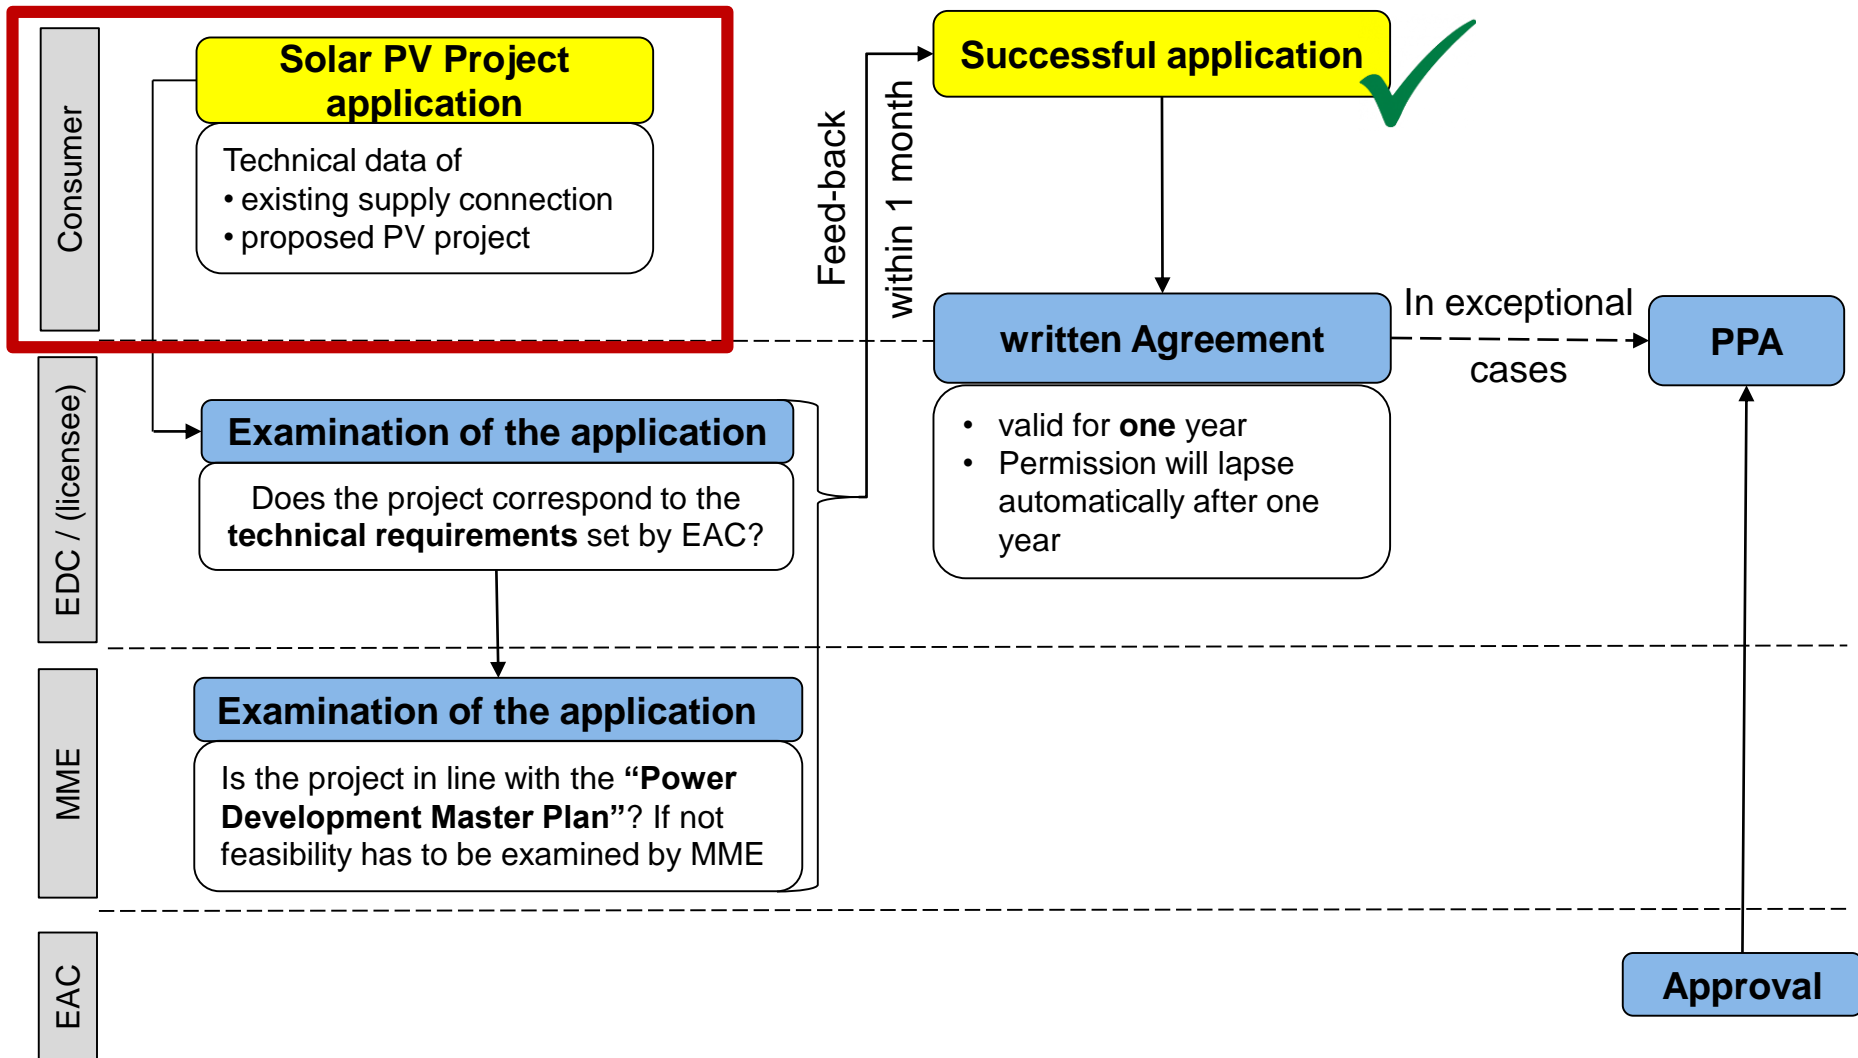 Consumer
Solar PV Project
application
Technical data of
• existing supply connection
• proposed PV project
Feed-back
within 1 month
Successful application
written Agreement
• valid for one year
• Permission will lapse
automatically after one
year
In exceptional
cases
PPA
EDC / (licensee)
Examination of the application
Does the project correspond to the
technical requirements set by EAC?
MME
Examination of the application
Is the project in line with the “Power
Development Master Plan”? If not
feasibility has to be examined by MME
EAC
Approval